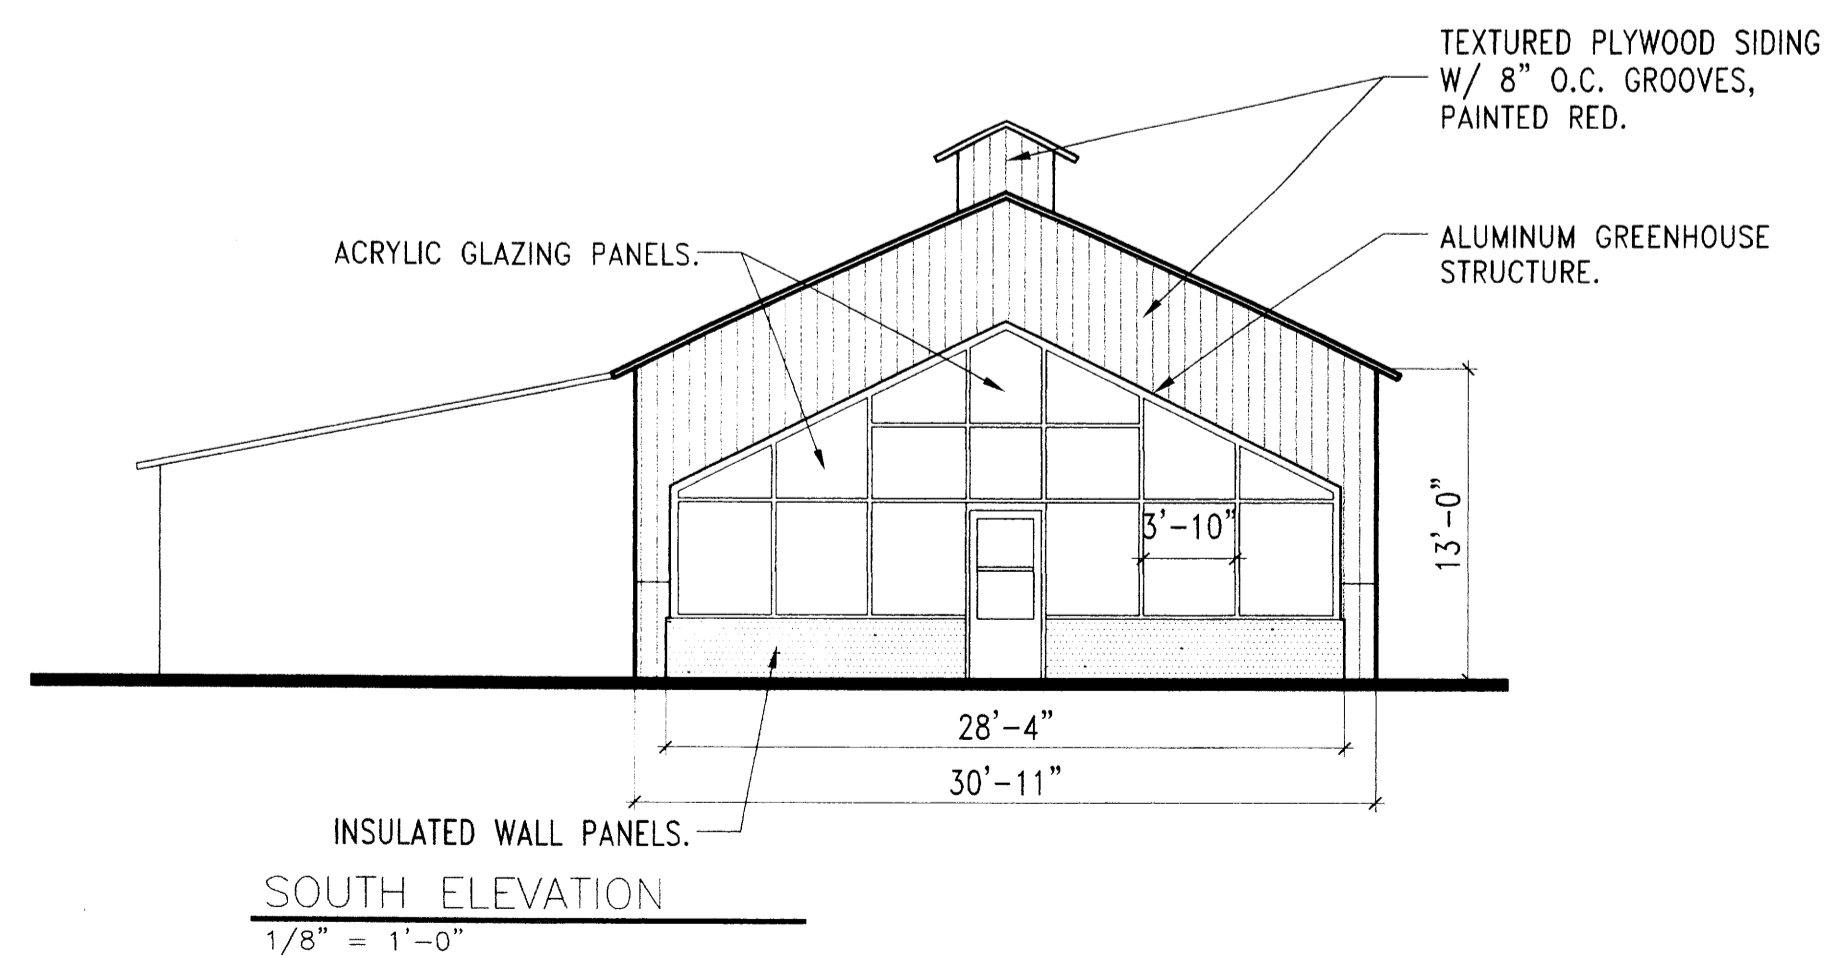 TEXTURED PLYWOOD SIDING
W/ 8" O.C. GROOVES,
PAINTED RED.
ACRYLIC GLAZING PANELS.
ALUMINUM GREENHOUSE
STRUCTURE.
3'-10"
13'-0"
28'-4"
30'-11"
INSULATED WALL PANELS.
SOUTH ELEVATION
1/8" = 1'-0"